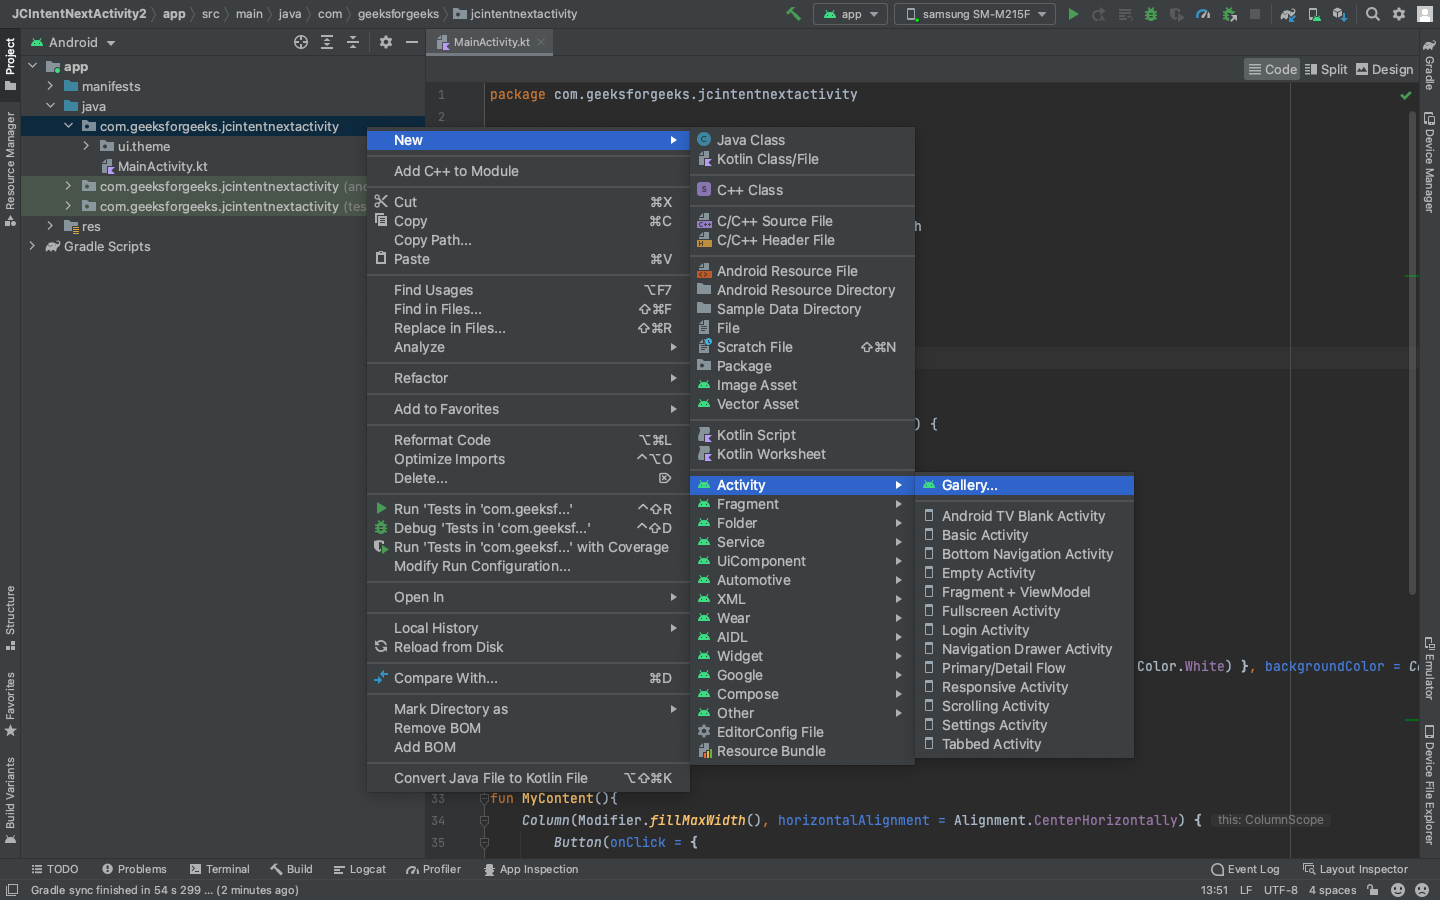 JCIntentNextActivity2 app src main java com geeksforgeeks jcintentnextactivity app samsung SM-M215F
Android MainActivity.kt
Code Split Design
Project
Resource Manager
Structure
Favorites
Build Variants
app
manifests
java
com.geeksforgeeks.jcintentnextactivity
ui.theme
MainActivity.kt
com.geeksforgeeks.jcintentnextactivity (and
com.geeksforgeeks.jcintentnextactivity (tes
res
Gradle Scripts
New
Add C++ to Module
Cut ⌘X
Copy ⌘C
Copy Path...
Paste ⌘V
Find Usages ⌥F7
Find in Files... ⇧⌘F
Replace in Files... ⇧⌘R
Analyze
Refactor
Add to Favorites
Reformat Code ⌥⌘L
Optimize Imports ^⌥O
Delete... ⌦
Run 'Tests in 'com.geeksf...' ^⇧R
Debug 'Tests in 'com.geeksf...' ^⇧D
Run 'Tests in 'com.geeksf...' with Coverage
Modify Run Configuration...
Open In
Local History
Reload from Disk
Compare With... ⌘D
Mark Directory as
Remove BOM
Add BOM
Convert Java File to Kotlin File ⌥⇧⌘K
Java Class
Kotlin Class/File
C++ Class
C/C++ Source File
C/C++ Header File
Android Resource File
Android Resource Directory
Sample Data Directory
File
Scratch File ⇧⌘N
Package
Image Asset
Vector Asset
Kotlin Script
Kotlin Worksheet
Activity
Fragment
Folder
Service
UiComponent
Automotive
XML
Wear
AIDL
Widget
Google
Compose
Other
EditorConfig File
Resource Bundle
Gallery...
Android TV Blank Activity
Basic Activity
Bottom Navigation Activity
Empty Activity
Fragment + ViewModel
Fullscreen Activity
Login Activity
Navigation Drawer Activity
Primary/Detail Flow
Responsive Activity
Scrolling Activity
Settings Activity
Tabbed Activity
1 package com.geeksforgeeks.jcintentnextactivity
2
h
) {
Color.White) }, backgroundColor = Co
33 fun MyContent(){
34 Column(Modifier.fillMaxWidth(), horizontalAlignment = Alignment.CenterHorizontally) { this: ColumnScope
35 Button(onClick = {
Gradle
Device Manager
Emulator
Device File Explorer
TODO Problems Terminal Build Logcat Profiler App Inspection Event Log Layout Inspector
Gradle sync finished in 54 s 299 ... (2 minutes ago) 13:51 LF UTF-8 4 spaces